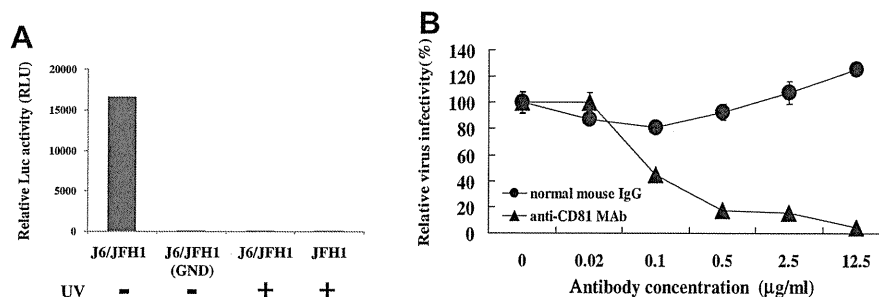 A
Relative Luc activity (RLU)
20000
15000
10000
5000
0
J6/JFH1 J6/JFH1 J6/JFH1 JFH1
(GND)
UV - - + +
B
Relative virus infectivity(%)
140
120
100
80
60
40
20
0
normal mouse IgG
anti-CD81 MAb
0 0.02 0.1 0.5 2.5 12.5
Antibody concentration (μg/ml)